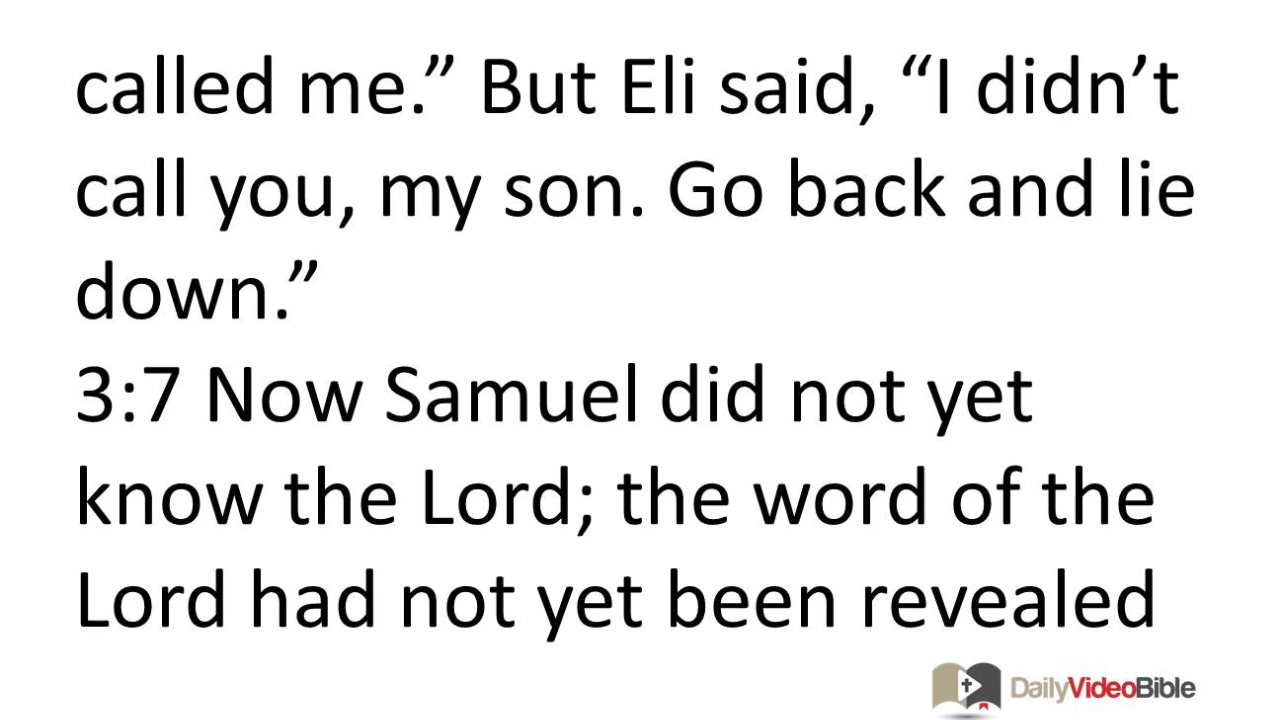 called me.” But Eli said, “I didn’t
call you, my son. Go back and lie
down.”
3:7 Now Samuel did not yet
know the Lord; the word of the
Lord had not yet been revealed
DailyVideoBible